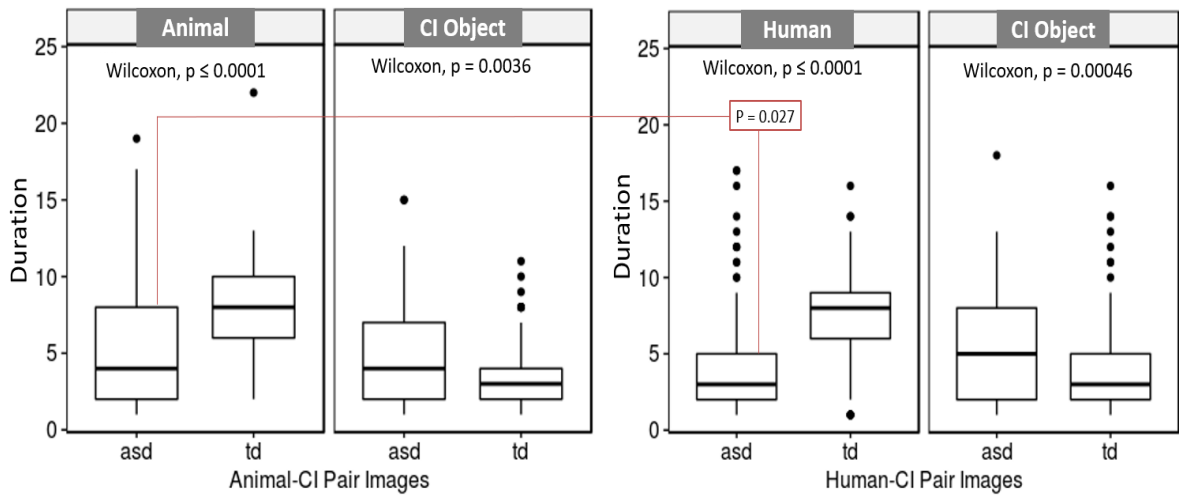 Animal
CI Object
Human
CI Object
25
20
15
10
5
0
Duration
Wilcoxon, p ≤ 0.0001
Wilcoxon, p = 0.0036
asd
td
asd
td
Animal-CI Pair Images
25
20
15
10
5
0
Duration
Wilcoxon, p ≤ 0.0001
Wilcoxon, p = 0.00046
P = 0.027
asd
td
asd
td
Human-CI Pair Images